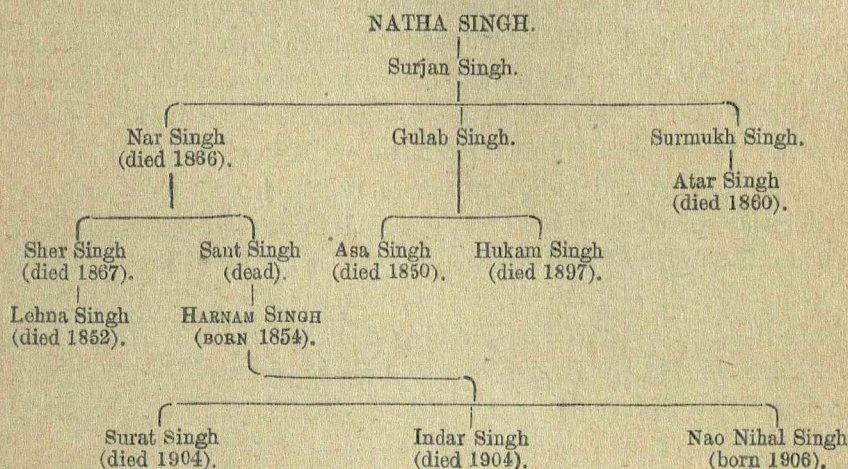 NATHA SINGH.
Surjan Singh.
Nar Singh Gulab Singh. Surmukh Singh.
(died 1866).
Atar Singh
(died 1860).
Sher Singh Sant Singh Asa Singh Hukam Singh
(died 1867). (dead). (died 1850). (died 1897).
Lehna Singh HARNAM SINGH
(died 1852). (BORN 1854).
Surat Singh Indar Singh Nao Nihal Singh
(died 1904). (died 1904). (born 1906).